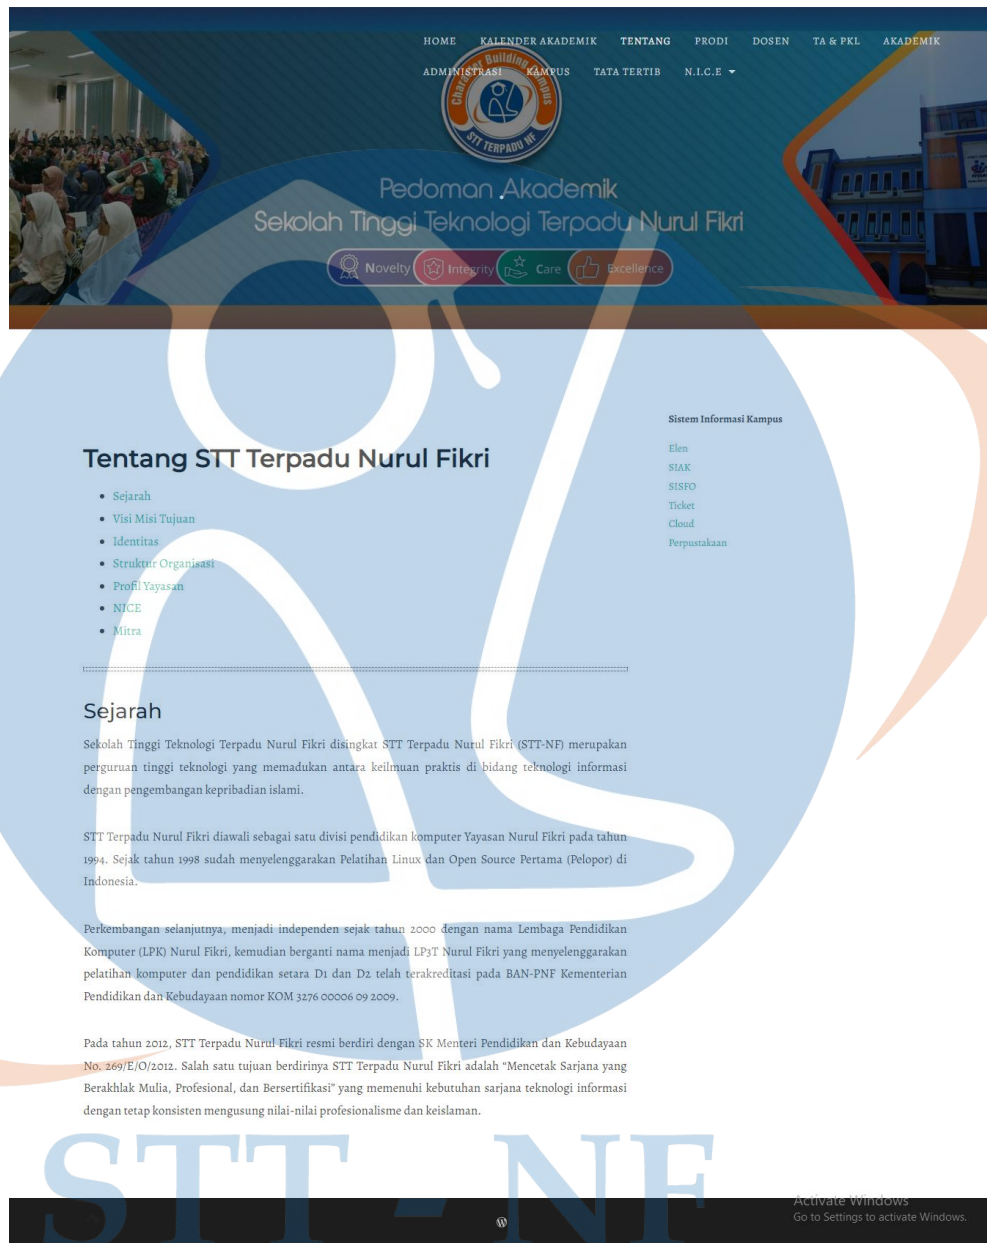 HOME KALENDER AKADEMIK TENTANG PRODI DOSEN TA & PKL AKADEMIK
ADMINISTRASI KAMPUS TATA TERTIB N.I.C.E
Character Building Campus
STT TERPADU NF
Pedoman Akademik
Sekolah Tinggi Teknologi Terpadu Nurul Fikri
Novelty Integrity Care Excellence
Tentang STT Terpadu Nurul Fikri
Sejarah
Visi Misi Tujuan
Identitas
Struktur Organisasi
Profil Yayasan
NICE
Mitra
Sistem Informasi Kampus
Elen
SIAK
SISFO
Ticket
Cloud
Perpustakaan
Sejarah
Sekolah Tinggi Teknologi Terpadu Nurul Fikri disingkat STT Terpadu Nurul Fikri (STT-NF) merupakan
perguruan tinggi teknologi yang memadukan antara keilmuan praktis di bidang teknologi informasi
dengan pengembangan kepribadian islami.
STT Terpadu Nurul Fikri diawali sebagai satu divisi pendidikan komputer Yayasan Nurul Fikri pada tahun
1994. Sejak tahun 1998 sudah menyelenggarakan Pelatihan Linux dan Open Source Pertama (Pelopor) di
Indonesia.
Perkembangan selanjutnya, menjadi independen sejak tahun 2000 dengan nama Lembaga Pendidikan
Komputer (LPK) Nurul Fikri, kemudian berganti nama menjadi LP3T Nurul Fikri yang menyelenggarakan
pelatihan komputer dan pendidikan setara D1 dan D2 telah terakreditasi pada BAN-PNF Kementerian
Pendidikan dan Kebudayaan nomor KOM 3276 00006 09 2009.
Pada tahun 2012, STT Terpadu Nurul Fikri resmi berdiri dengan SK Menteri Pendidikan dan Kebudayaan
No. 269/E/O/2012. Salah satu tujuan berdirinya STT Terpadu Nurul Fikri adalah “Mencetak Sarjana yang
Berakhlak Mulia, Profesional, dan Bersertifikasi” yang memenuhi kebutuhan sarjana teknologi informasi
dengan tetap konsisten mengusung nilai-nilai profesionalisme dan keislaman.
STT - NF
Activate Windows
Go to Settings to activate Windows.